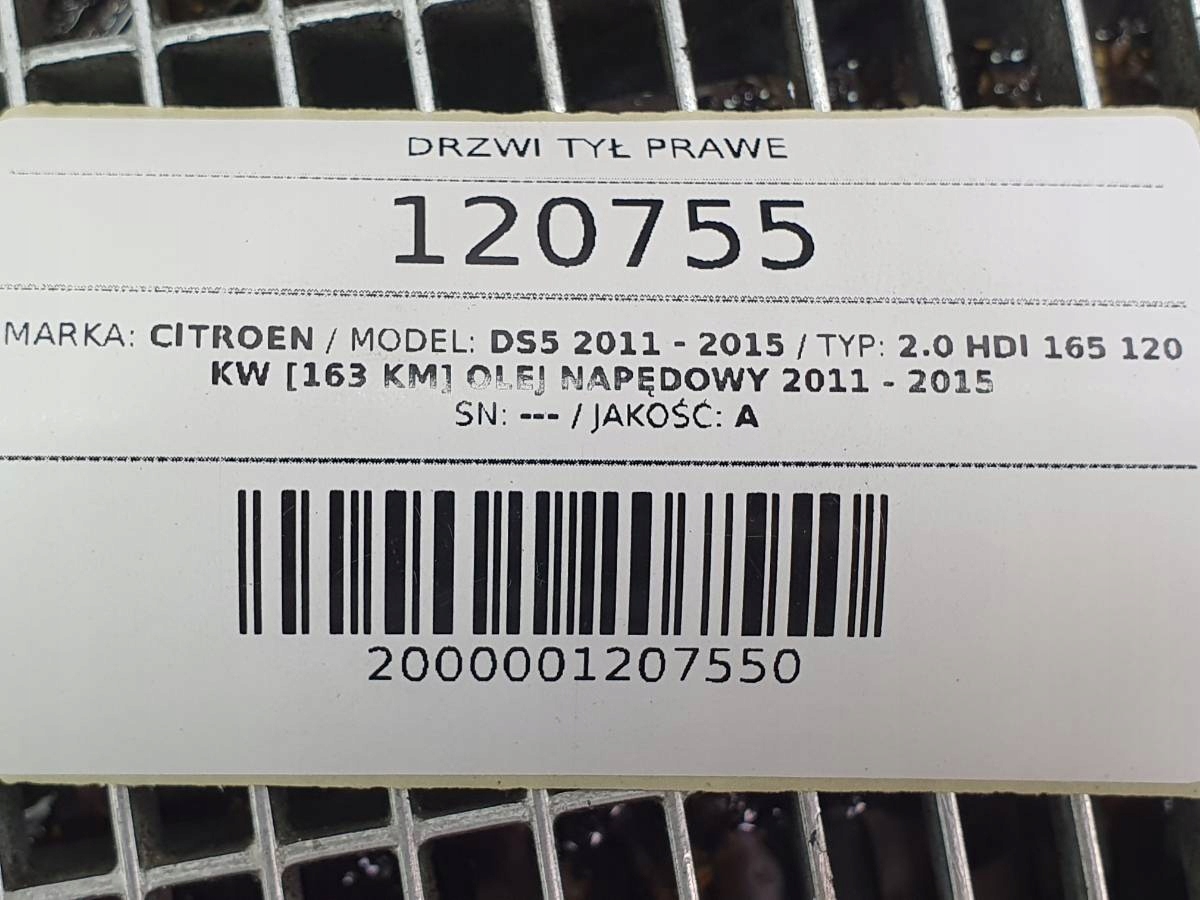 DRZWI TYŁ PRAWE
120755
MARKA: CITROEN / MODEL: DS5 2011 - 2015 / TYP: 2.0 HDI 165 120
KW [163 KM] OLEJ NAPĘDOWY 2011 - 2015
SN: --- / JAKOŚĆ: A
2000001207550